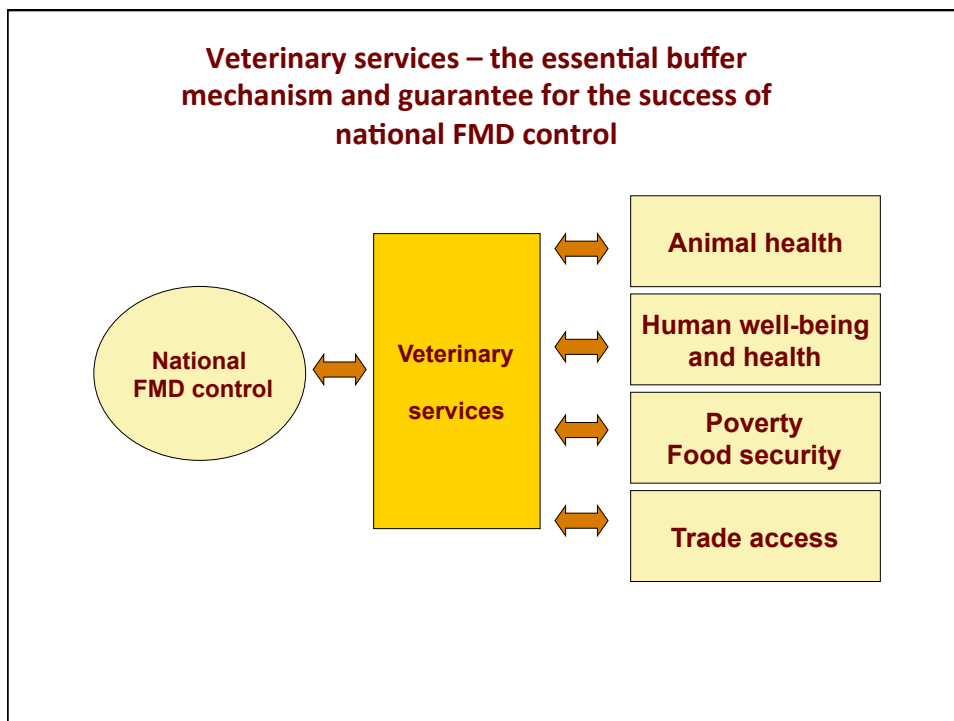 Veterinary services – the essential buffer
mechanism and guarantee for the success of
national FMD control
National
FMD control
Veterinary
services
Animal health
Human well-being
and health
Poverty
Food security
Trade access